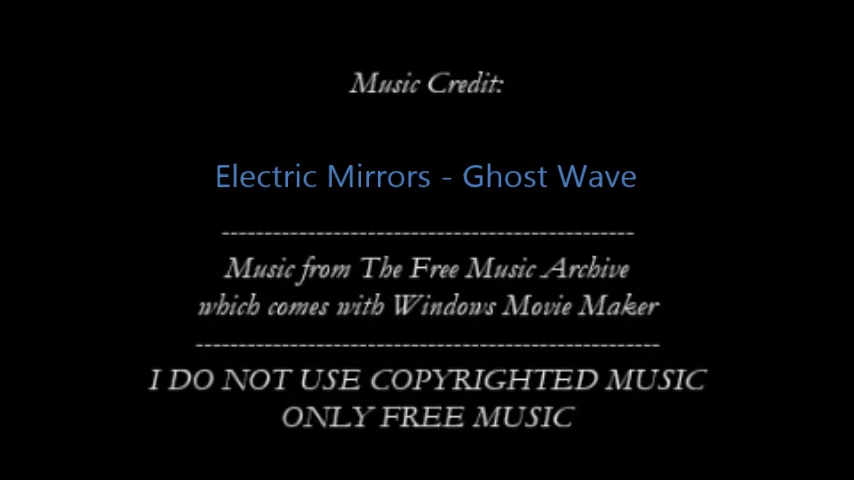 Music Credit:
Electric Mirrors - Ghost Wave
------------------------------------------------
Music from The Free Music Archive
which comes with Windows Movie Maker
------------------------------------------------------
I DO NOT USE COPYRIGHTED MUSIC
ONLY FREE MUSIC